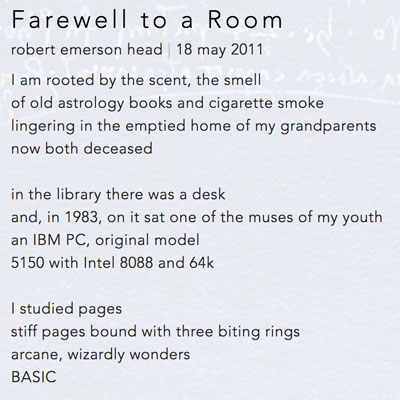 Farewell to a Room
robert emerson head | 18 may 2011
I am rooted by the scent, the smell
of old astrology books and cigarette smoke
lingering in the emptied home of my grandparents
now both deceased

in the library there was a desk
and, in 1983, on it sat one of the muses of my youth
an IBM PC, original model
5150 with Intel 8088 and 64k

I studied pages
stiff pages bound with three biting rings
arcane, wizardly wonders
BASIC